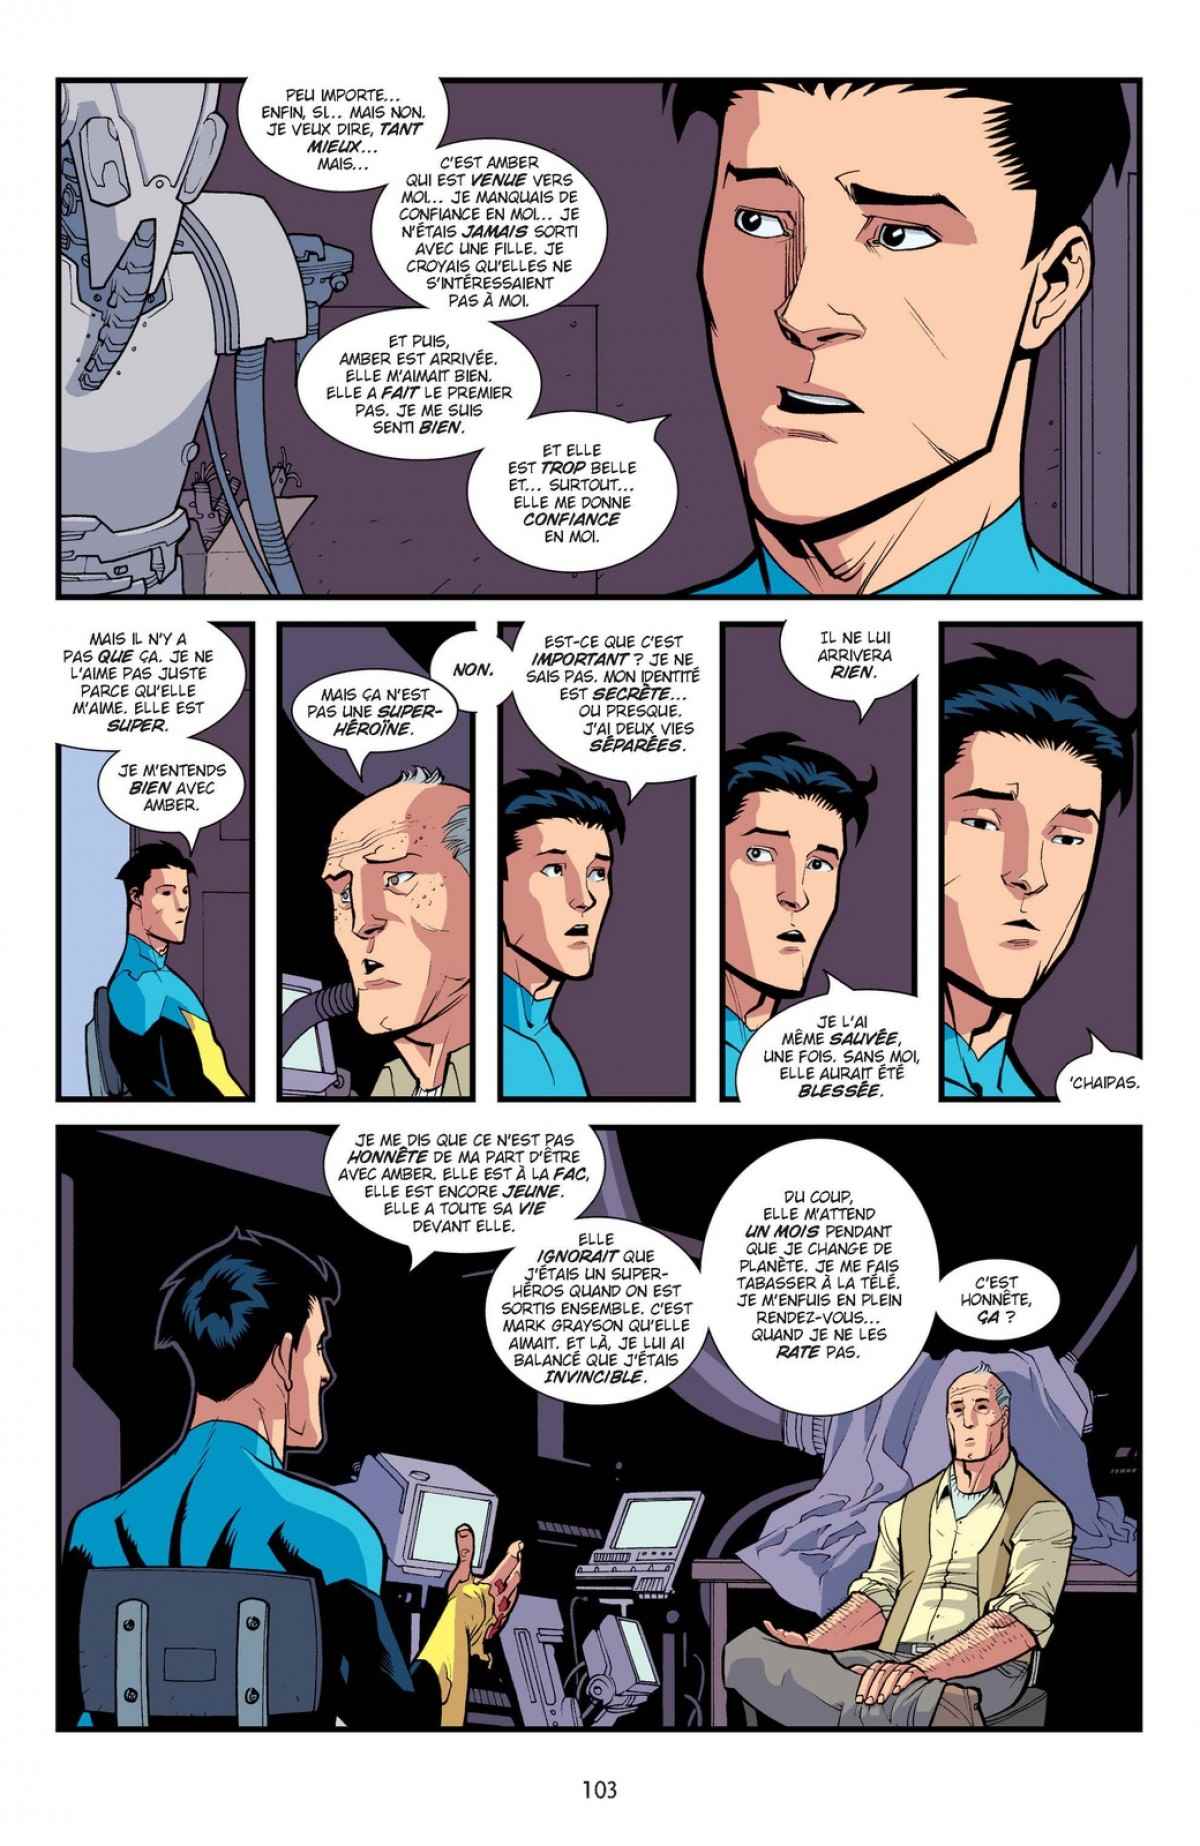 PEU IMPORTE...
ENFIN, SI... MAIS NON.
JE VEUX DIRE, TANT
MIEUX...
MAIS...
C'EST AMBER
QUI EST VENUE VERS
MOI... JE MANQUAIS DE
CONFIANCE EN MOI... JE
N'ÉTAIS JAMAIS SORTI
AVEC UNE FILLE. JE
CROYAIS QU'ELLES NE
S'INTÉRESSAIENT
PAS À MOI.
ET PUIS,
AMBER EST ARRIVÉE.
ELLE M'AIMAIT BIEN.
ELLE A FAIT LE PREMIER
PAS. JE ME SUIS
SENTI BIEN.
ET ELLE
EST TROP BELLE
ET... SURTOUT...
ELLE ME DONNE
CONFIANCE
EN MOI.
MAIS IL N'Y A
PAS QUE ÇA. JE NE
L'AIME PAS JUSTE
PARCE QU'ELLE
M'AIME. ELLE EST
SUPER.
JE M'ENTENDS
BIEN AVEC
AMBER.
MAIS ÇA N'EST
PAS UNE SUPER-
HÉROÏNE.
NON.
EST-CE QUE C'EST
IMPORTANT ? JE NE
SAIS PAS. MON IDENTITÉ
EST SECRÈTE...
OU PRESQUE.
J'AI DEUX VIES
SÉPARÉES.
IL NE LUI
ARRIVERA
RIEN.
JE L'AI
MÊME SAUVÉE,
UNE FOIS. SANS MOI,
ELLE AURAIT ÉTÉ
BLESSÉE.
'CHAIPAS.
JE ME DIS QUE CE N'EST PAS
HONNÊTE DE MA PART D'ÊTRE
AVEC AMBER. ELLE EST À LA FAC,
ELLE EST ENCORE JEUNE.
ELLE A TOUTE SA VIE
DEVANT ELLE.
ELLE
IGNORAIT QUE
J'ÉTAIS UN SUPER-
HÉROS QUAND ON EST
SORTIS ENSEMBLE. C'EST
MARK GRAYSON QU'ELLE
AIMAIT. ET LÀ, JE LUI AI
BALANCÉ QUE J'ÉTAIS
INVINCIBLE.
DU COUP,
ELLE M'ATTEND
UN MOIS PENDANT
QUE JE CHANGE DE
PLANÈTE. JE ME FAIS
TABASSER À LA TÉLÉ.
JE M'ENFUIS EN PLEIN
RENDEZ-VOUS...
QUAND JE NE LES
RATE PAS.
C'EST
HONNÊTE,
ÇA ?
103